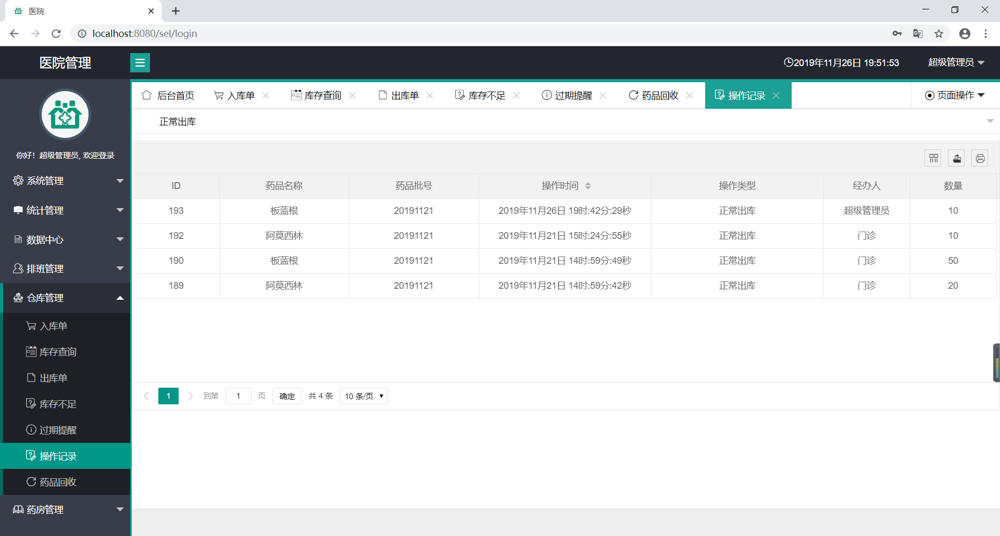 医院
localhost:8080/sel/login
医院管理
2019年11月26日 19:51:53
超级管理员
你好！超级管理员, 欢迎登录
系统管理
统计管理
数据中心
排班管理
仓库管理
入库单
库存查询
出库单
库存不足
过期提醒
操作记录
药品回收
药房管理
后台首页 入库单 库存查询 出库单 库存不足 过期提醒 药品回收 操作记录 页面操作
正常出库
ID 药品名称 药品批号 操作时间 操作类型 经办人 数量
193 板蓝根 20191121 2019年11月26日 19时:42分:29秒 正常出库 超级管理员 10
192 阿莫西林 20191121 2019年11月21日 15时:24分:55秒 正常出库 门诊 10
190 板蓝根 20191121 2019年11月21日 14时:59分:49秒 正常出库 门诊 50
189 阿莫西林 20191121 2019年11月21日 14时:59分:42秒 正常出库 门诊 20
1 到第 1 页 确定 共 4 条 10 条/页